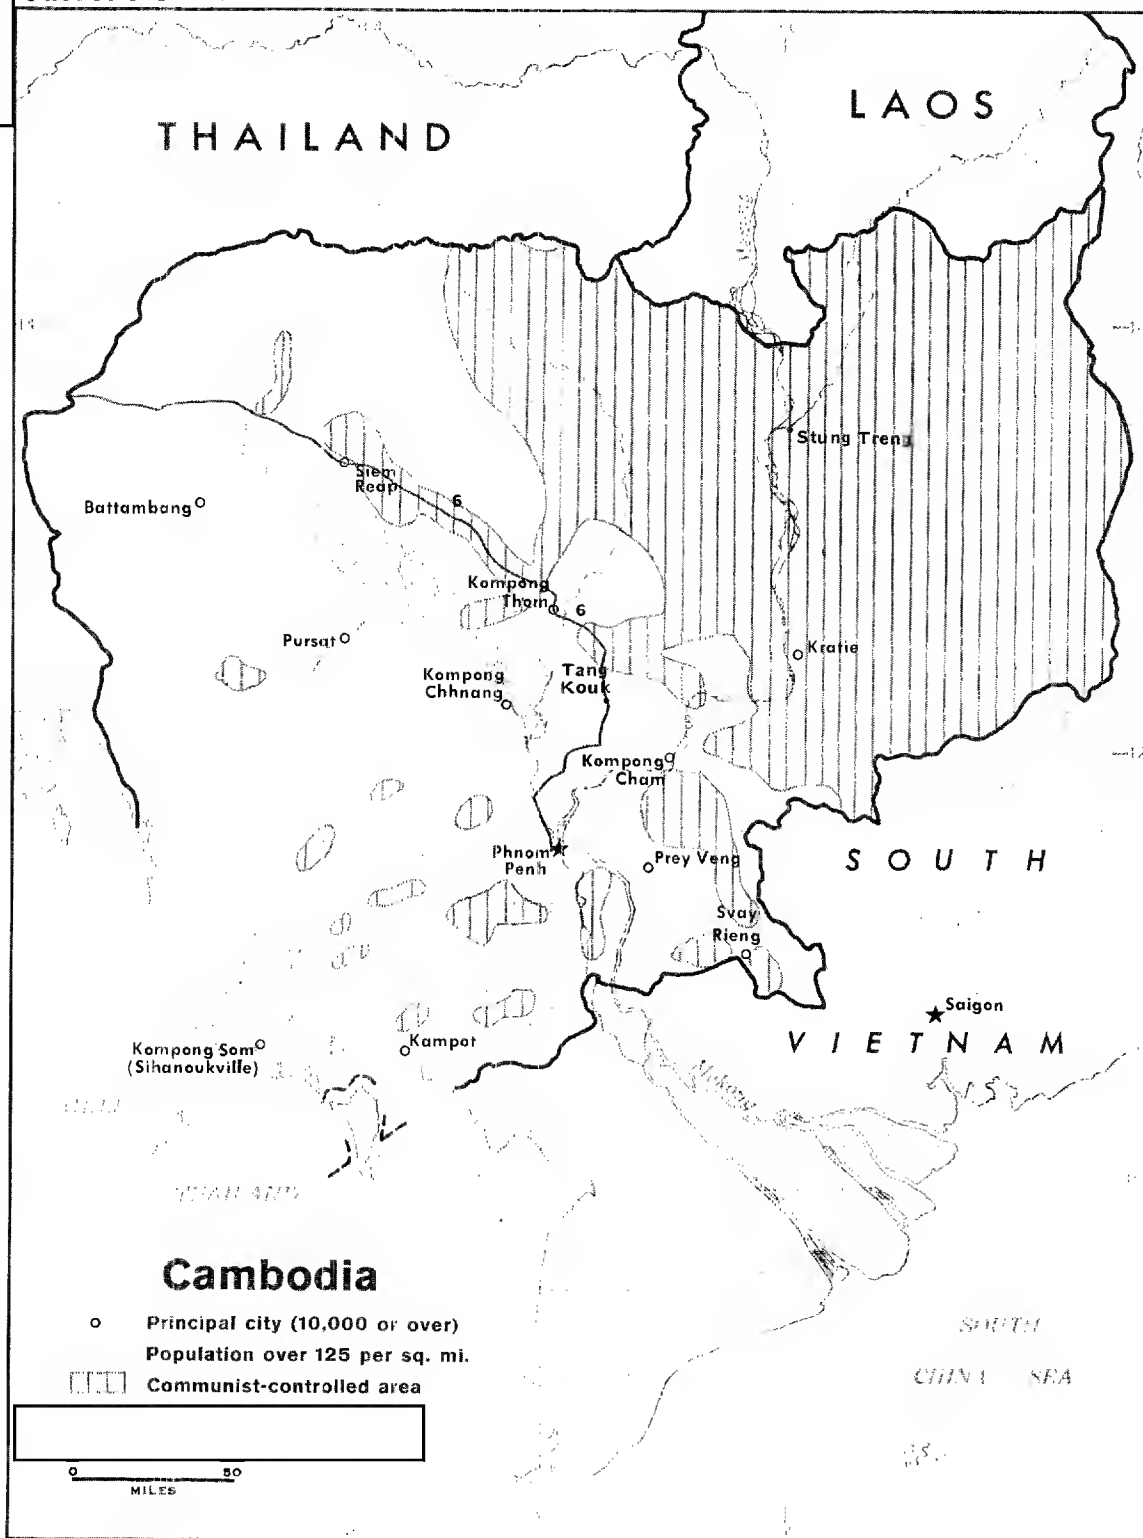 THAILAND
LAOS
Stung Treng
Siem
Reap
6
Battambang
Kompong
Thom
6
Pursat
Kratie
Kompong
Chhnang
Tang
Kouk
Kompong
Cham
Phnom
Penh
Prey Veng
SOUTH
Svay
Rieng
Saigon
VIETNAM
Kompong Som
(Sihanoukville)
Kampot
Mekong
THAILAND
Cambodia
Principal city (10,000 or over)
Population over 125 per sq. mi.
Communist-controlled area
SOUTH
CHINA SEA
0 50
MILES